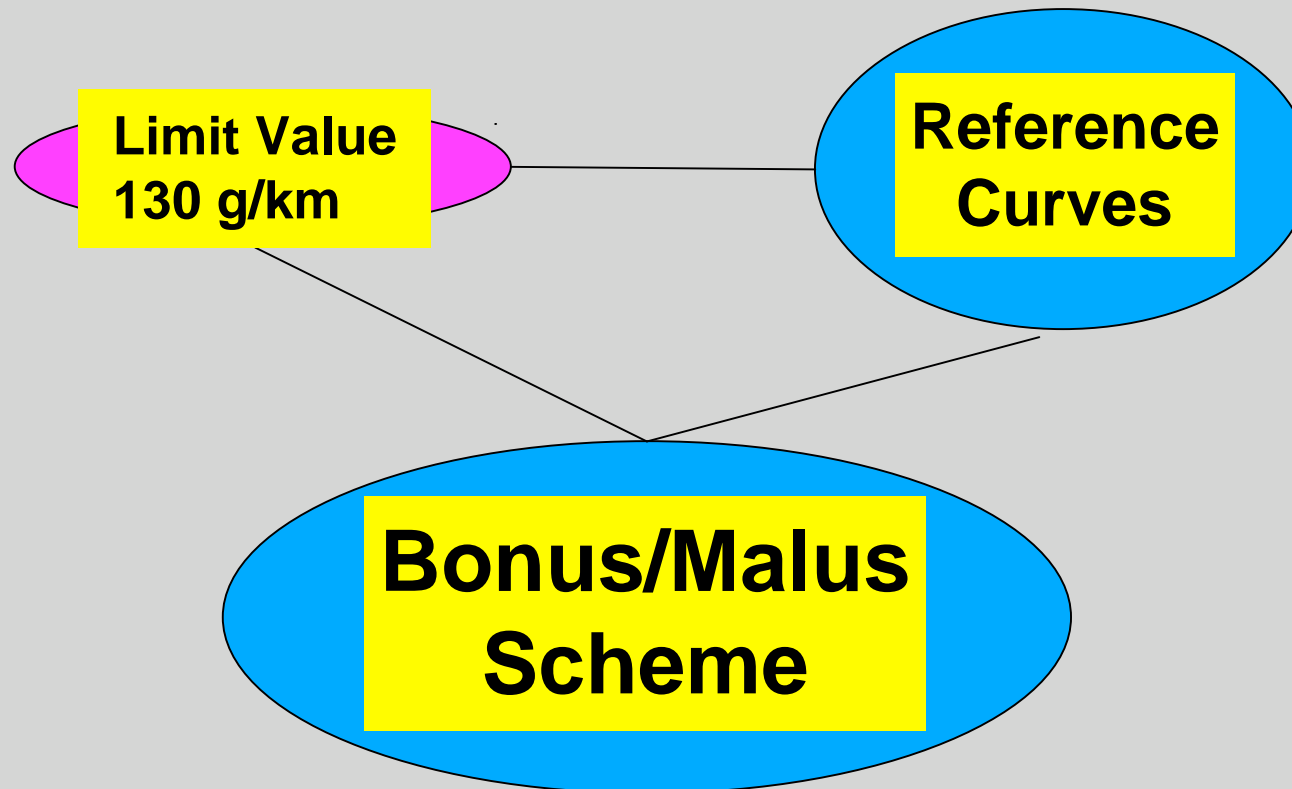 Limit Value
130 g/km
Reference
Curves
Bonus/Malus
Scheme